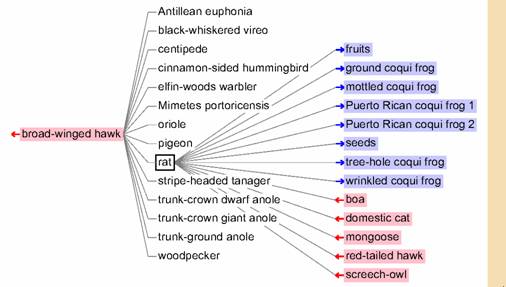 broad-winged hawk
Antillean euphonia
black-whiskered vireo
centipede
cinnamon-sided hummingbird
elfin-woods warbler
Mimetes portoricensis
oriole
pigeon
rat
stripe-headed tanager
trunk-crown dwarf anole
trunk-crown giant anole
trunk-ground anole
woodpecker
fruits
ground coqui frog
mottled coqui frog
Puerto Rican coqui frog 1
Puerto Rican coqui frog 2
seeds
tree-hole coqui frog
wrinkled coqui frog
boa
domestic cat
mongoose
red-tailed hawk
screech-owl